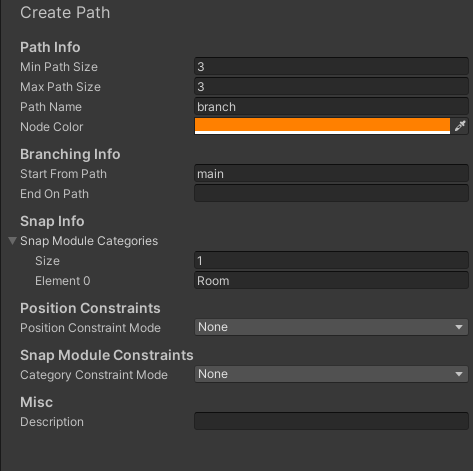 Create Path
Path Info
Min Path Size 3
Max Path Size 3
Path Name branch
Node Color
Branching Info
Start From Path main
End On Path
Snap Info
Snap Module Categories
Size 1
Element 0 Room
Position Constraints
Position Constraint Mode None
Snap Module Constraints
Category Constraint Mode None
Misc
Description